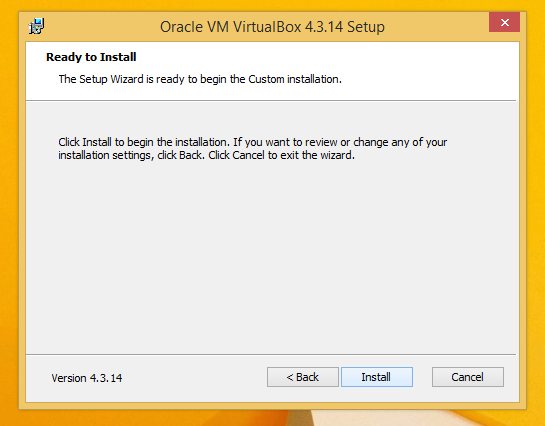 Oracle VM VirtualBox 4.3.14 Setup
Ready to Install
The Setup Wizard is ready to begin the Custom installation.
Click Install to begin the installation. If you want to review or change any of your
installation settings, click Back. Click Cancel to exit the wizard.
Version 4.3.14
< Back
Install
Cancel